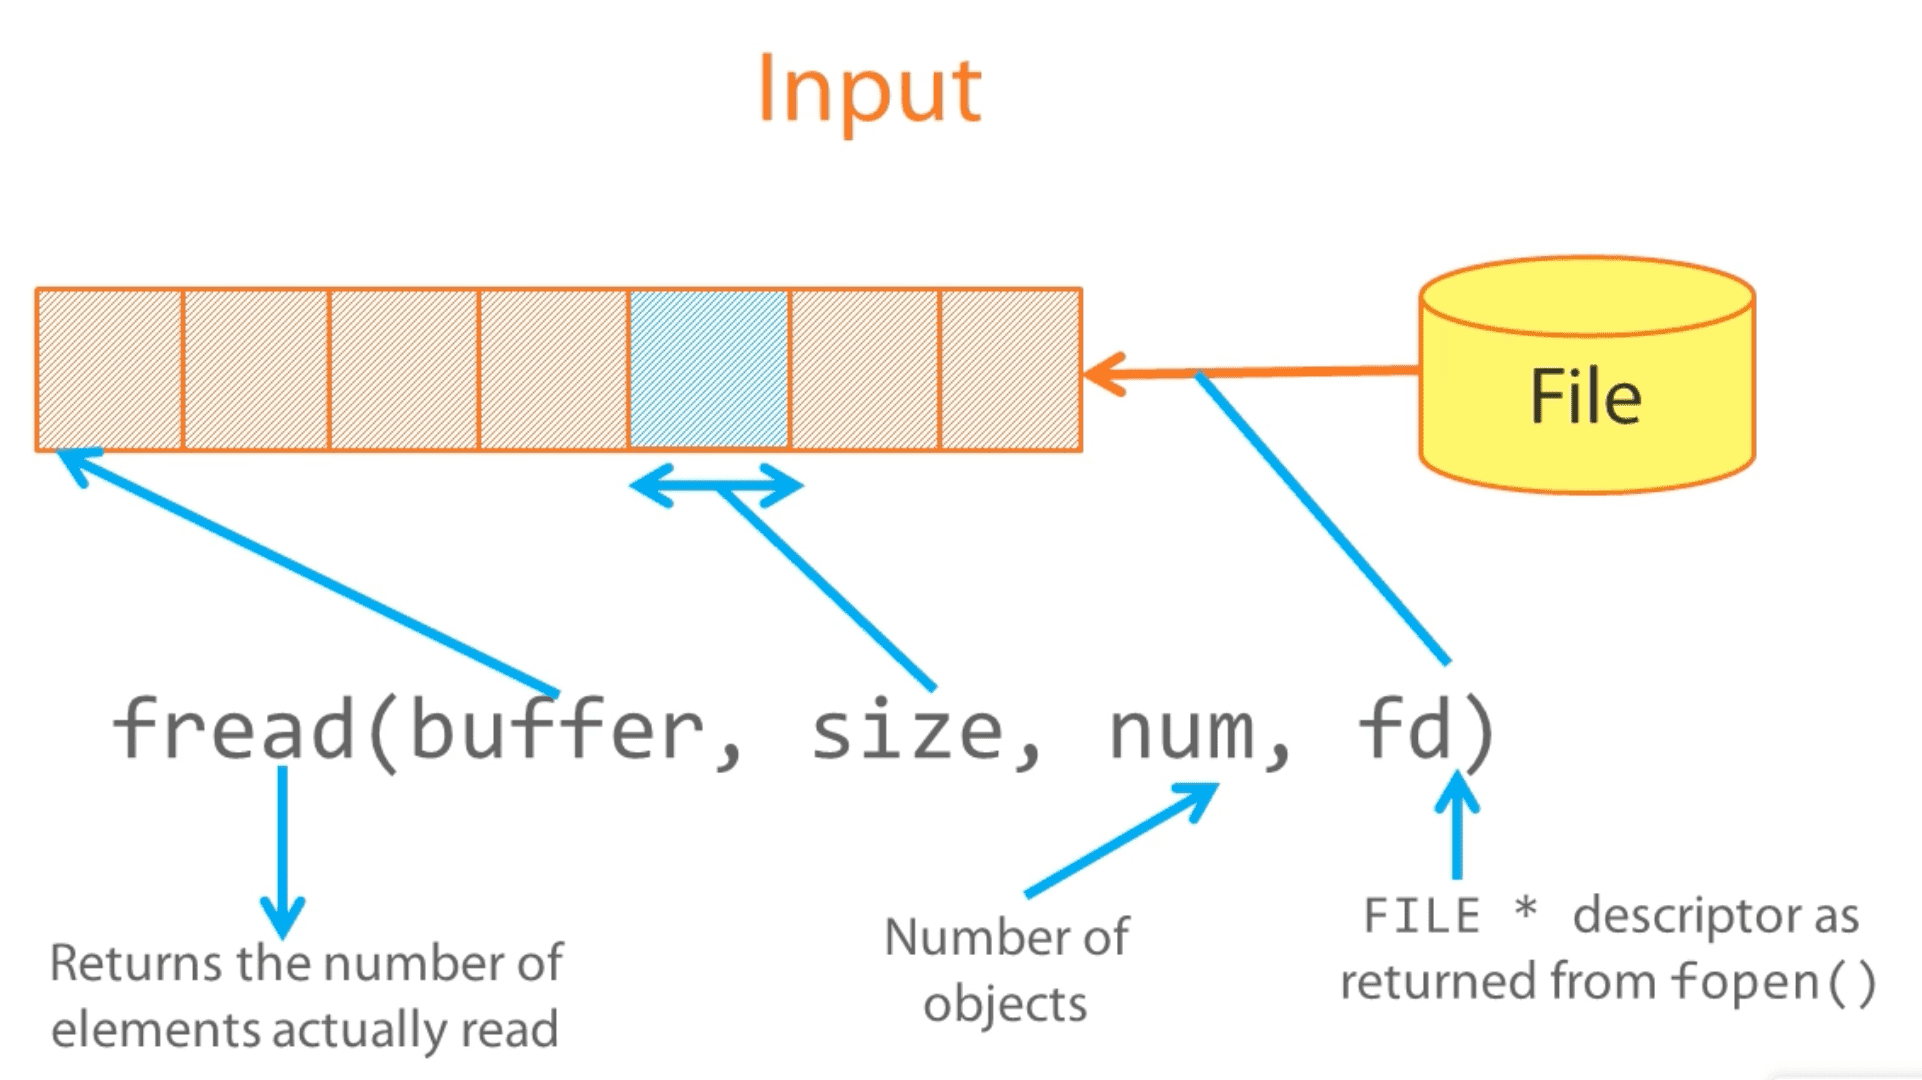 Input
File
fread(buffer, size, num, fd)
Returns the number of
elements actually read
Number of
objects
FILE * descriptor as
returned from fopen()